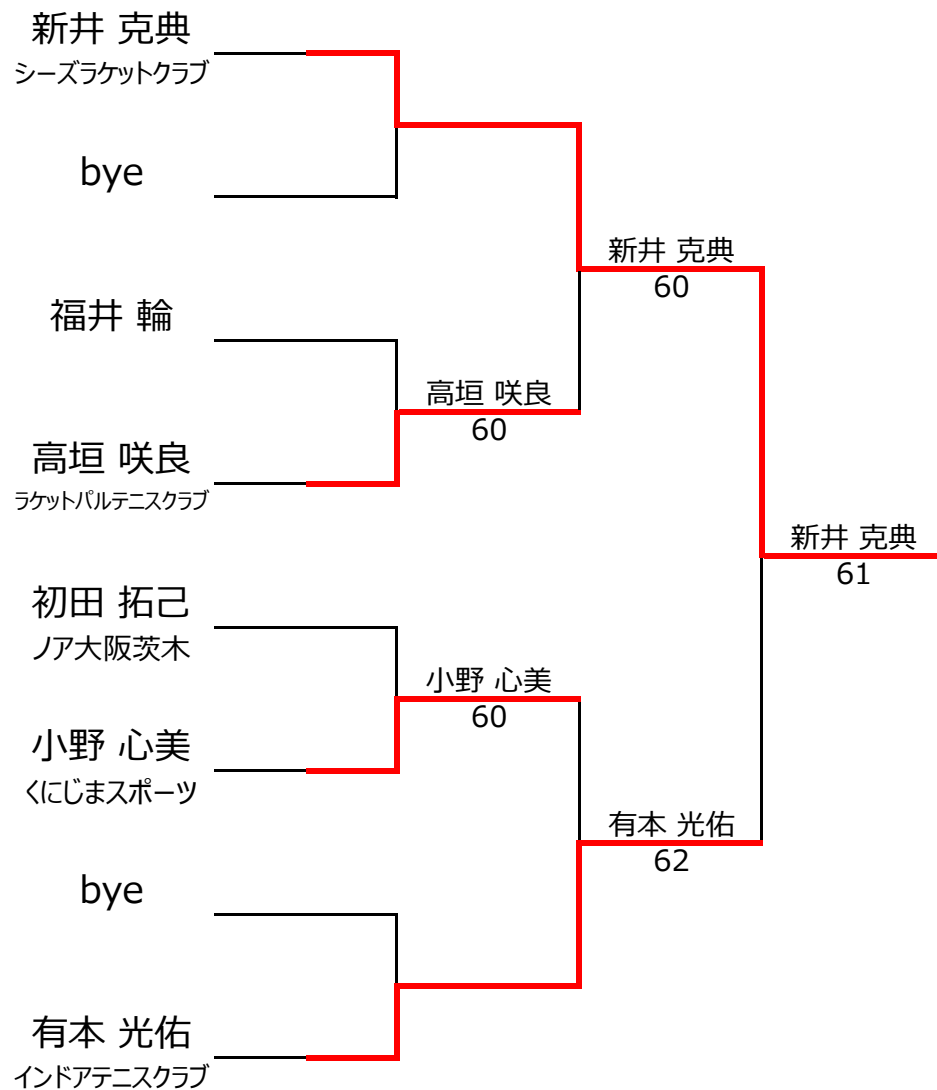 新井 克典
シーズラケットクラブ
bye
福井 輪
高垣 咲良
ラケットパルテニスクラブ
初田 拓己
ノア大阪茨木
小野 心美
くにじまスポーツ
bye
有本 光佑
インドアテニスクラブ
高垣 咲良
60
小野 心美
60
新井 克典
60
有本 光佑
62
新井 克典
61